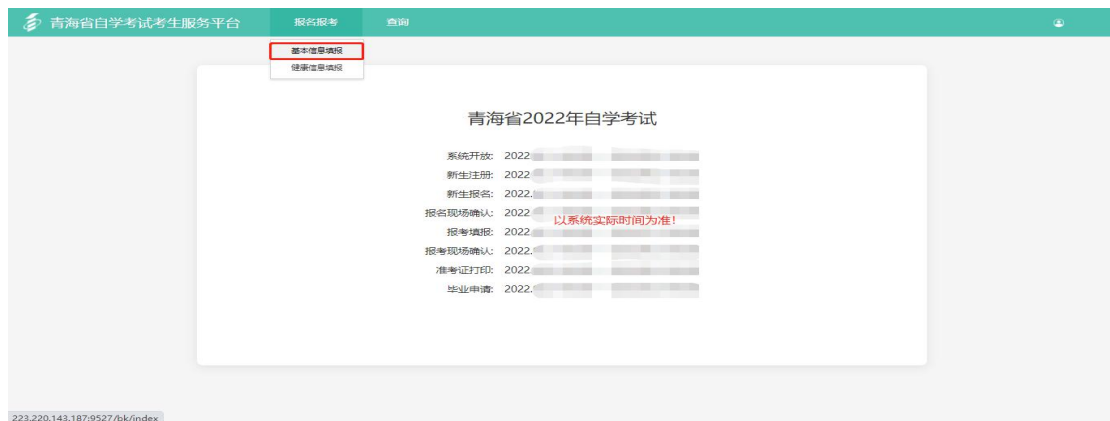 青海省自学考试考生服务平台 报名报考 查询
基本信息填报
健康信息填报
青海省2022年自学考试
系统开放: 2022
新生注册: 2022
新生报名: 2022.
报名现场确认: 2022
以系统实际时间为准!
报考填报: 2022.
报考现场确认: 2022.
准考证打印: 2022
毕业申请: 2022.
223.220.143.187:9527/bk/index